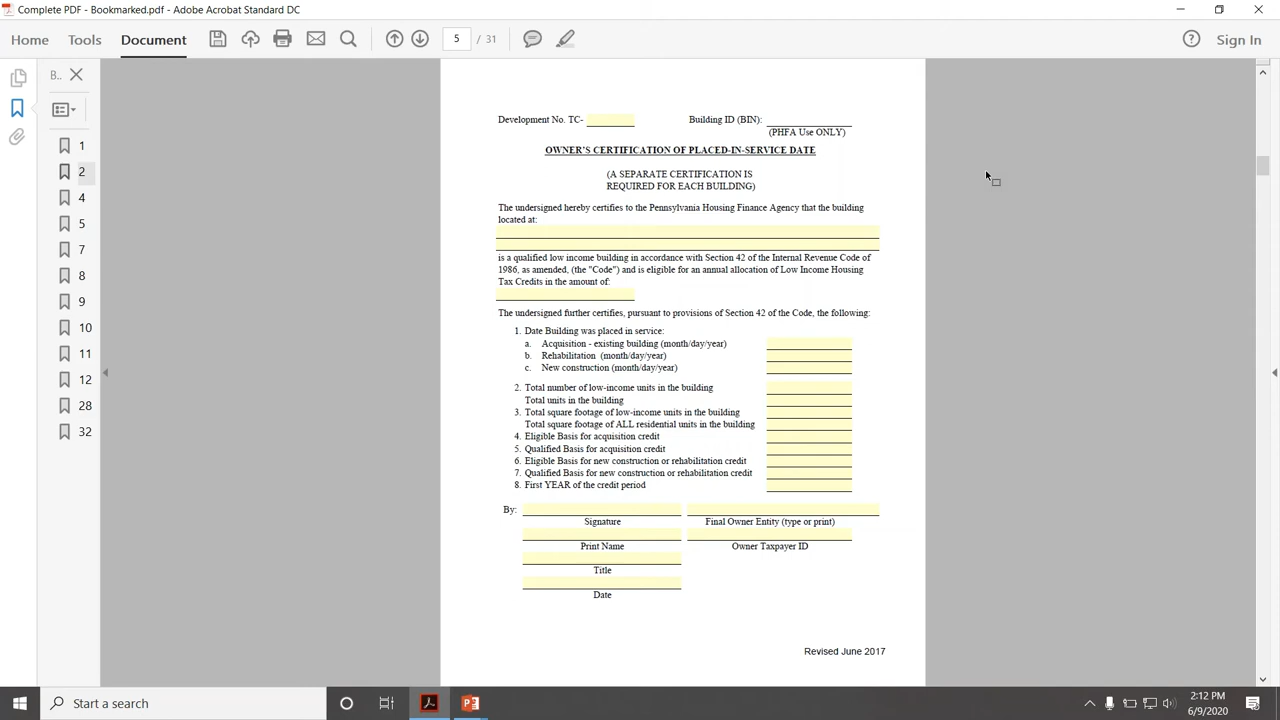 Complete PDF - Bookmarked.pdf - Adobe Acrobat Standard DC
Home Tools Document 5 / 31 Sign In
B..
1
2
4
5
7
8
9
10
11
12
28
32
Development No. TC- Building ID (BIN):
(PHFA Use ONLY)
OWNER'S CERTIFICATION OF PLACED-IN-SERVICE DATE
(A SEPARATE CERTIFICATION IS
REQUIRED FOR EACH BUILDING)
The undersigned hereby certifies to the Pennsylvania Housing Finance Agency that the building
located at:
is a qualified low income building in accordance with Section 42 of the Internal Revenue Code of
1986, as amended, (the "Code") and is eligible for an annual allocation of Low Income Housing
Tax Credits in the amount of:
The undersigned further certifies, pursuant to provisions of Section 42 of the Code, the following:
1. Date Building was placed in service:
a. Acquisition - existing building (month/day/year)
b. Rehabilitation (month/day/year)
c. New construction (month/day/year)
2. Total number of low-income units in the building
Total units in the building
3. Total square footage of low-income units in the building
Total square footage of ALL residential units in the building
4. Eligible Basis for acquisition credit
5. Qualified Basis for acquisition credit
6. Eligible Basis for new construction or rehabilitation credit
7. Qualified Basis for new construction or rehabilitation credit
8. First YEAR of the credit period
By:
Signature Final Owner Entity (type or print)
Print Name Owner Taxpayer ID
Title
Date
Revised June 2017
Start a search
2:12 PM
6/9/2020